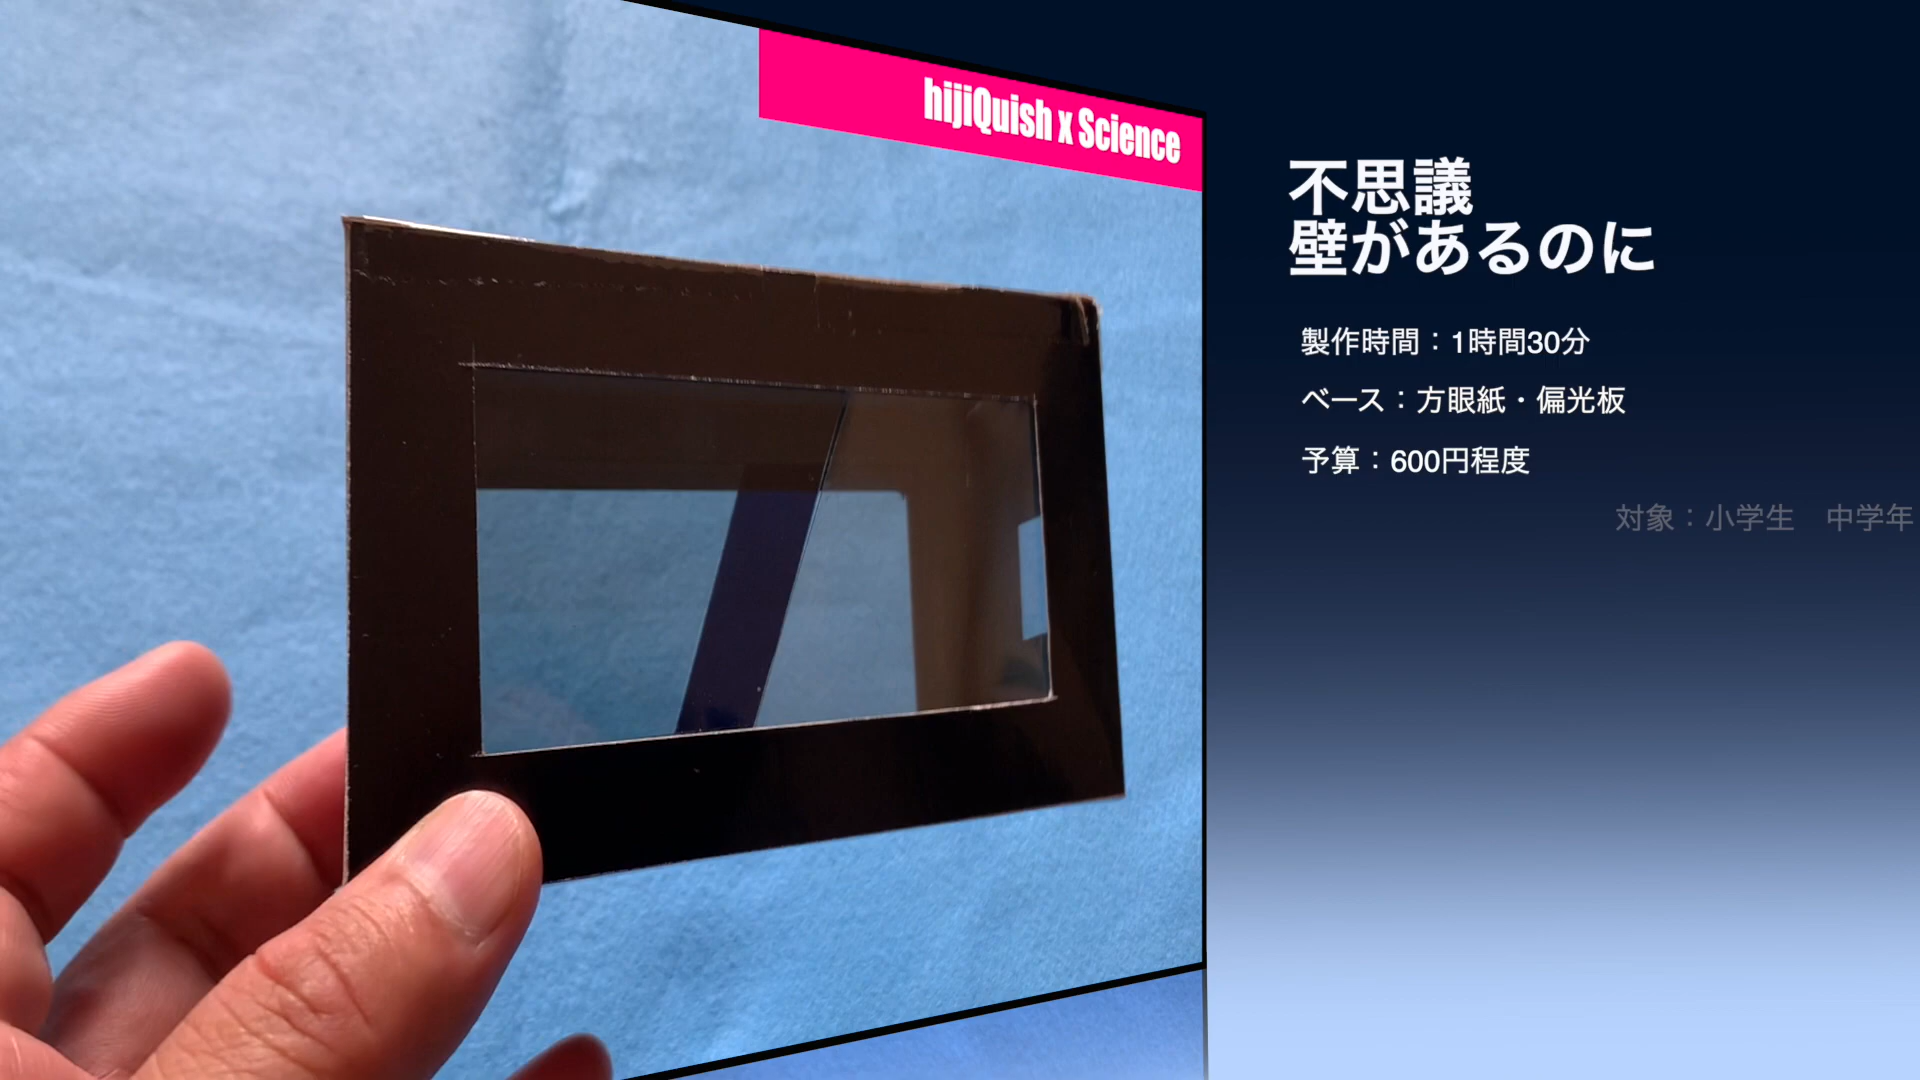 hijiQuish x Science
不思議
壁があるのに
製作時間：1時間30分
ベース：方眼紙・偏光板
予算：600円程度
対象：小学生　中学年